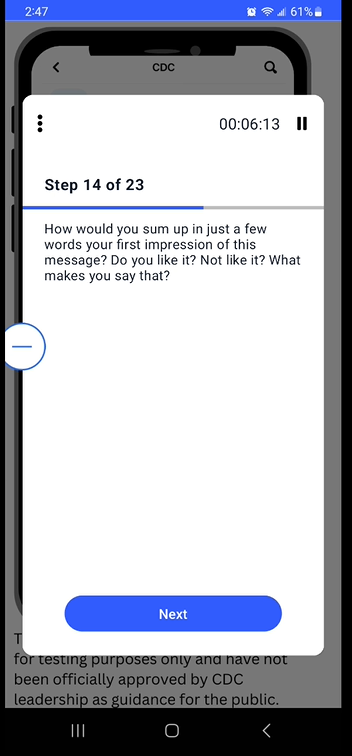 2:47
61%
CDC
00:06:13
Step 14 of 23
How would you sum up in just a few
words your first impression of this
message? Do you like it? Not like it? What
makes you say that?
Next
T
for testing purposes only and have not
been officially approved by CDC
leadership as guidance for the public.